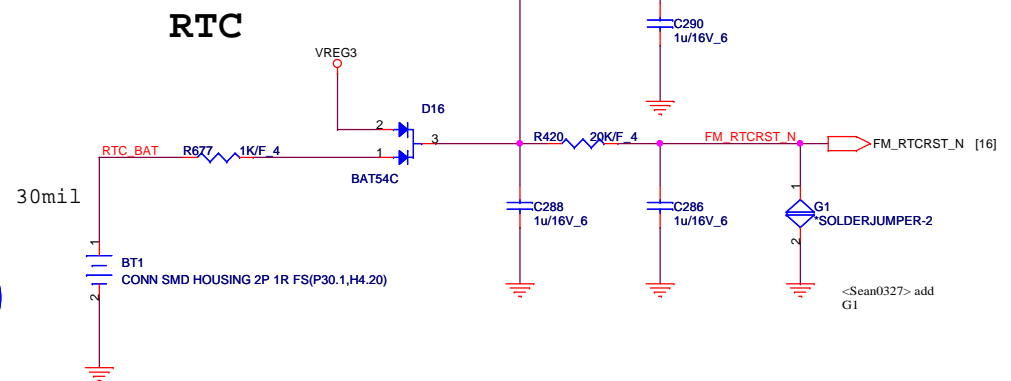 RTC
C290
1u/16V_6
VREG3
D16
2
3
1
BAT54C
RTC_BAT
R677
1K/F_4
R420
20K/F_4
FM_RTCRST_N
FM_RTCRST_N [16]
30mil
C288
1u/16V_6
C286
1u/16V_6
1
G1
*SOLDERJUMPER-2
2
1
BT1
CONN SMD HOUSING 2P 1R FS(P30.1,H4.20)
2
<Sean0327> add
G1